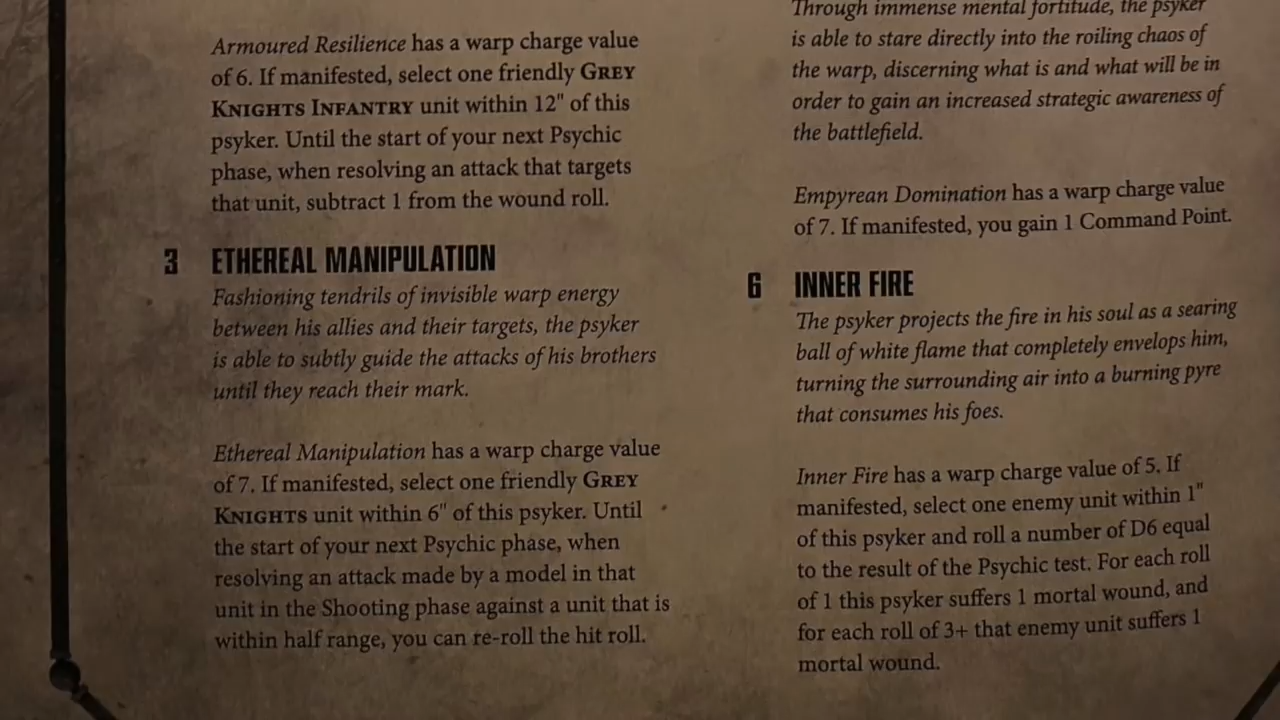 Armoured Resilience has a warp charge value
of 6. If manifested, select one friendly GREY
KNIGHTS INFANTRY unit within 12" of this
psyker. Until the start of your next Psychic
phase, when resolving an attack that targets
that unit, subtract 1 from the wound roll.
3 ETHEREAL MANIPULATION
Fashioning tendrils of invisible warp energy
between his allies and their targets, the psyker
is able to subtly guide the attacks of his brothers
until they reach their mark.
Ethereal Manipulation has a warp charge value
of 7. If manifested, select one friendly GREY
KNIGHTS unit within 6" of this psyker. Until
the start of your next Psychic phase, when
resolving an attack made by a model in that
unit in the Shooting phase against a unit that is
within half range, you can re-roll the hit roll.
Through immense mental fortitude, the psyker
is able to stare directly into the roiling chaos of
the warp, discerning what is and what will be in
order to gain an increased strategic awareness of
the battlefield.
Empyrean Domination has a warp charge value
of 7. If manifested, you gain 1 Command Point.
6 INNER FIRE
The psyker projects the fire in his soul as a searing
ball of white flame that completely envelops him,
turning the surrounding air into a burning pyre
that consumes his foes.
Inner Fire has a warp charge value of 5. If
manifested, select one enemy unit within 1"
of this psyker and roll a number of D6 equal
to the result of the Psychic test. For each roll
of 1 this psyker suffers 1 mortal wound, and
for each roll of 3+ that enemy unit suffers 1
mortal wound.